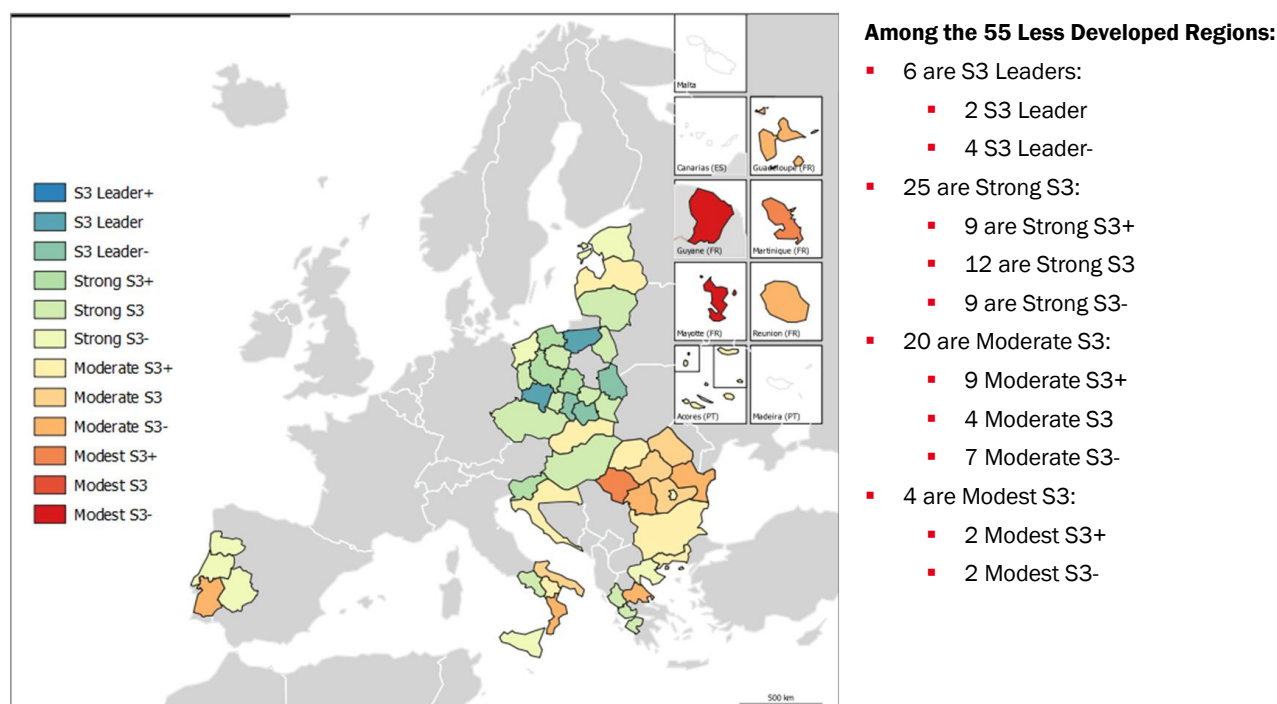 S3 Leader+
S3 Leader
S3 Leader-
Strong S3+
Strong S3
Strong S3-
Moderate S3+
Moderate S3
Moderate S3-
Modest S3+
Modest S3
Modest S3-
Malta
Canarias (ES)
Guadeloupe (FR)
Guyane (FR)
Martinique (FR)
Mayotte (FR)
Reunion (FR)
Acores (PT)
Madeira (PT)
500 km
Among the 55 Less Developed Regions:
6 are S3 Leaders:
2 S3 Leader
4 S3 Leader-
25 are Strong S3:
9 are Strong S3+
12 are Strong S3
9 are Strong S3-
20 are Moderate S3:
9 Moderate S3+
4 Moderate S3
7 Moderate S3-
4 are Modest S3:
2 Modest S3+
2 Modest S3-